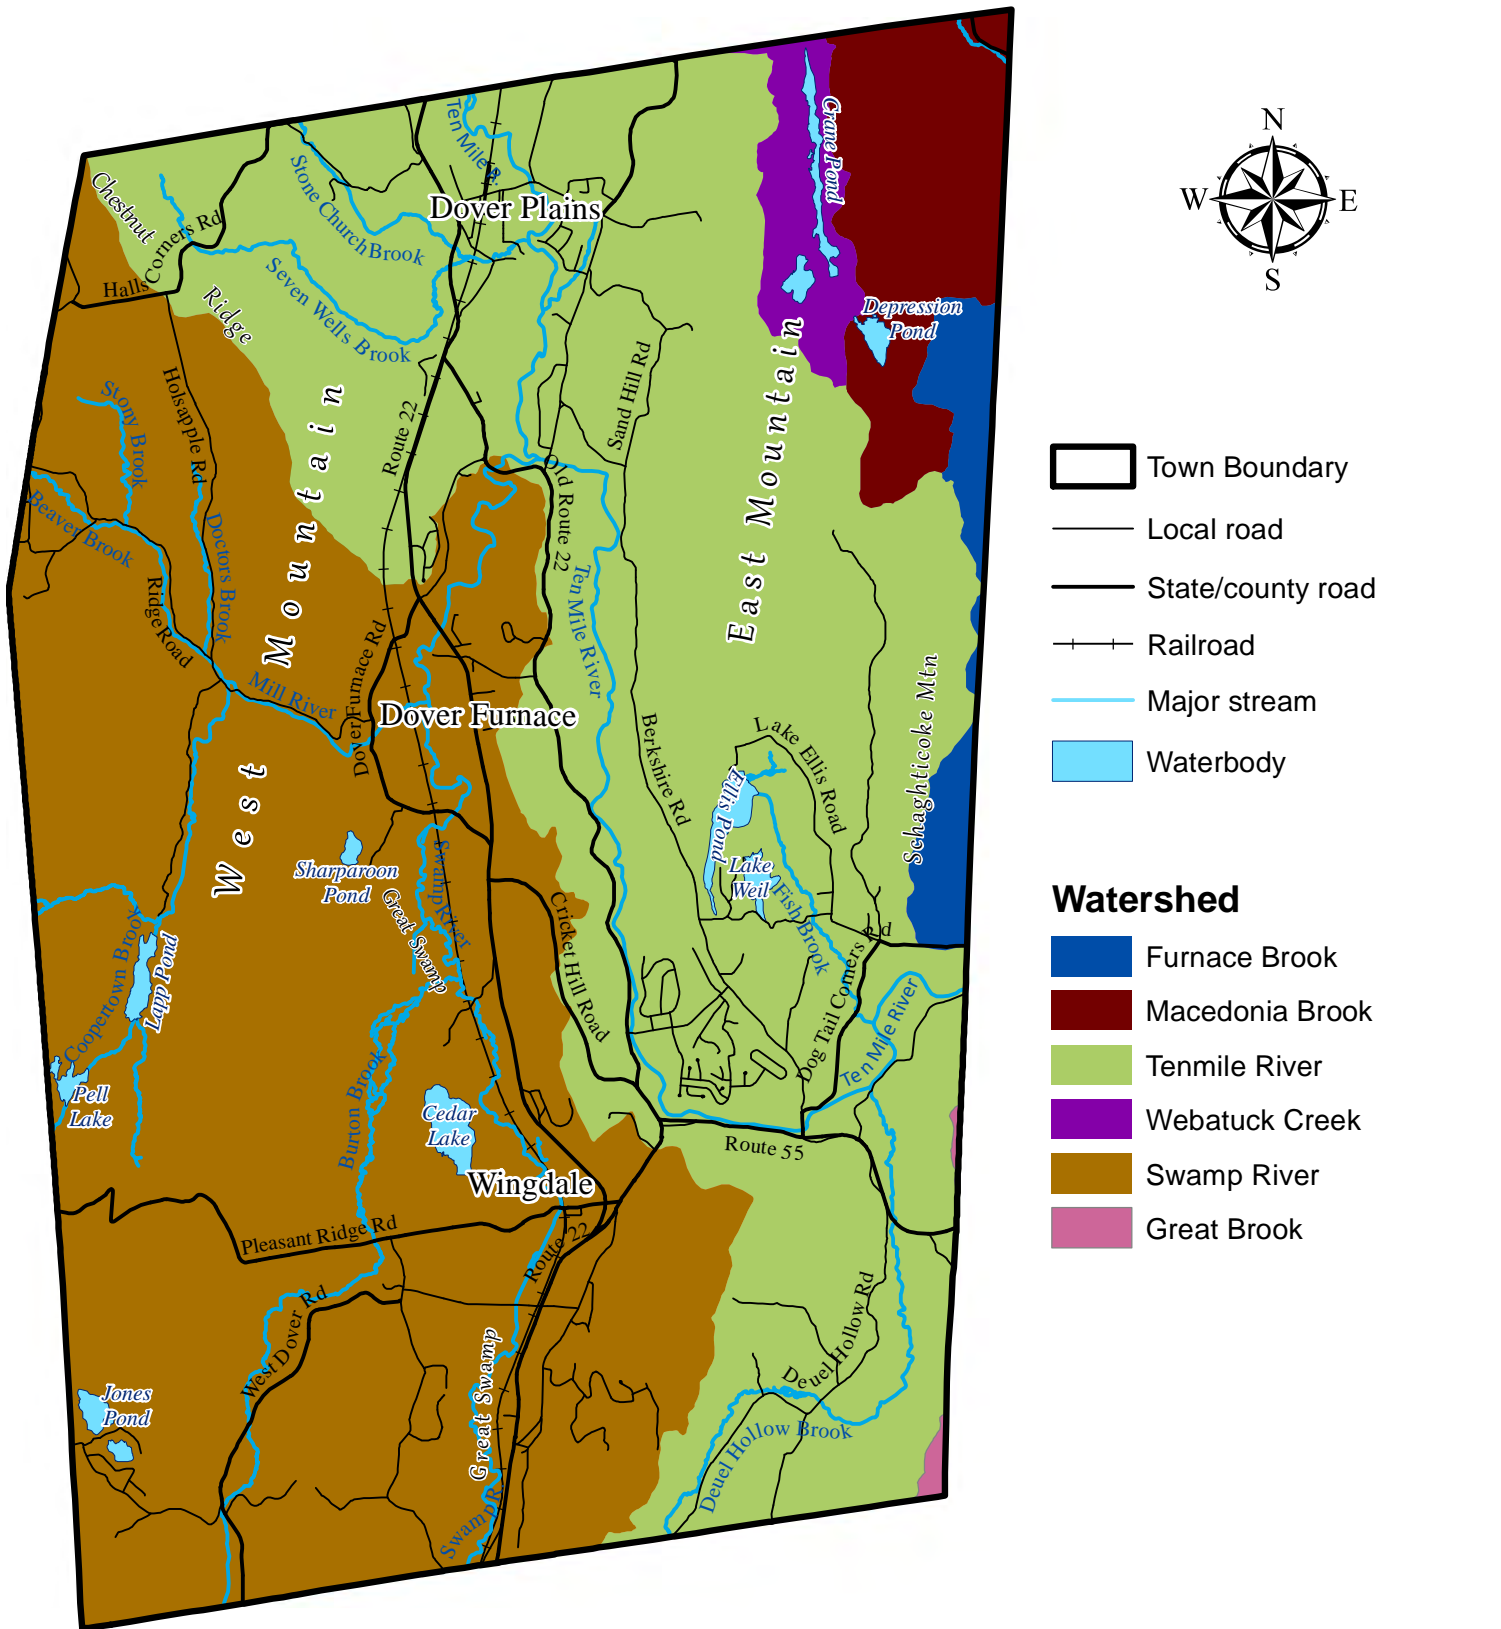 N
W
E
S
Ten Mile R.
Crane Pond
Stone Church Brook
Chestnut
Dover Plains
Halls Corners Rd
Seven Wells Brook
Ridge
Depression
Pond
Sand Hill Rd
Holsapple Rd
Stony Brook
Route 22
East Mountain
West Mountain
Old Route 22
Beaver Brook
Doctors Brook
Ridge Road
Ten Mile River
Dover Furnace Rd
Mill River
Dover Furnace
Berkshire Rd
Lake Ellis Road
Schaghticoke Mtn
Ellis Pond
Sharparoon
Pond
Swamp River
Great Swamp
Lake
Weil
Fish Brook
Cricket Hill Road
Coopertown Brook
Lapp Pond
Dog Tail Corners Rd
Ten Mile River
Pell
Lake
Burton Brook
Cedar
Lake
Route 55
Wingdale
Pleasant Ridge Rd
Route 22
West Dover Rd
Great Swamp
Deuel Hollow Rd
Jones
Pond
Deuel Hollow Brook
Swamp R.
Town Boundary
Local road
State/county road
Railroad
Major stream
Waterbody
Watershed
Furnace Brook
Macedonia Brook
Tenmile River
Webatuck Creek
Swamp River
Great Brook